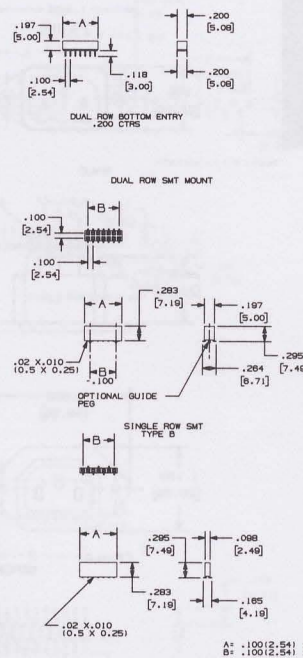 .197
[5.00]
A
.200
[5.08]
.100
[2.54]
.118
[3.00]
.200
[5.08]
DUAL ROW BOTTOM ENTRY
.200 CTRS
DUAL ROW SMT MOUNT
B
.100
[2.54]
.100
[2.54]
A
.283
[7.19]
.197
[5.00]
.02 X.010
(0.5 X 0.25)
B
-.100
.295
[7.49
.264
[6.71]
OPTIONAL GUIDE
PEG
SINGLE ROW SMT
TYPE B
B
A
.295
[7.49]
.098
[2.49]
.283
[7.19]
.165
[4.19]
.02 X.010
(0.5 X 0.25)
A= .100(2.54)
B= .100(2.54)